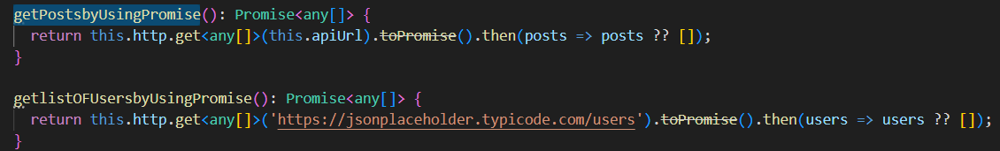 getPostsbyUsingPromise(): Promise<any[]> {
  return this.http.get<any[]>(this.apiUrl).toPromise().then(posts => posts ?? []);
}

getlistOFUsersbyUsingPromise(): Promise<any[]> {
  return this.http.get<any[]>('https://jsonplaceholder.typicode.com/users').toPromise().then(users => users ?? []);
}